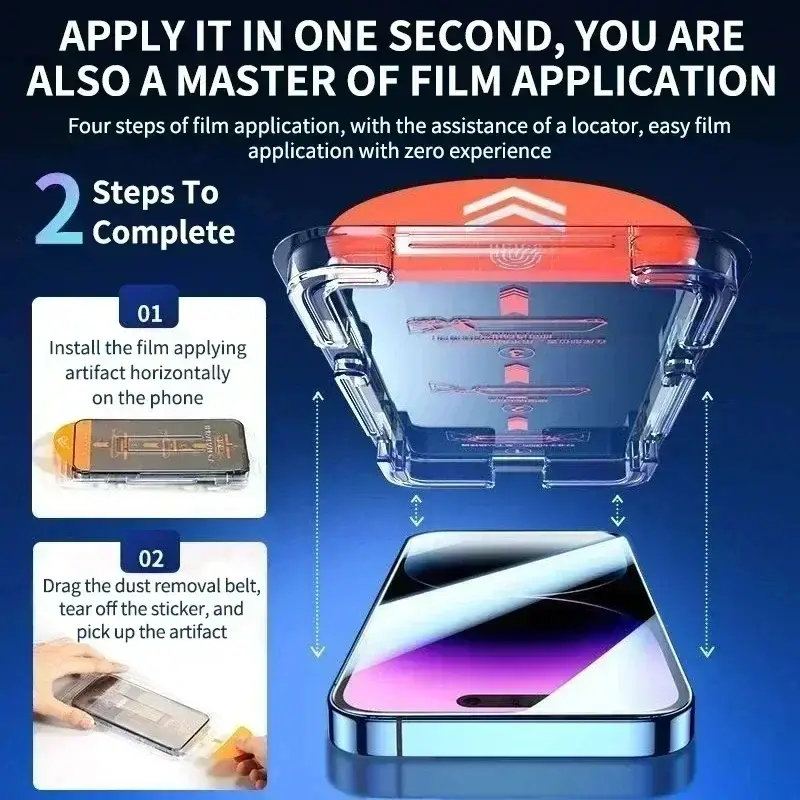 APPLY IT IN ONE SECOND, YOU ARE
ALSO A MASTER OF FILM APPLICATION
Four steps of film application, with the assistance of a locator, easy film
application with zero experience
2 Steps To
Complete
01
Install the film applying
artifact horizontally
on the phone
02
Drag the dust removal belt,
tear off the sticker, and
pick up the artifact